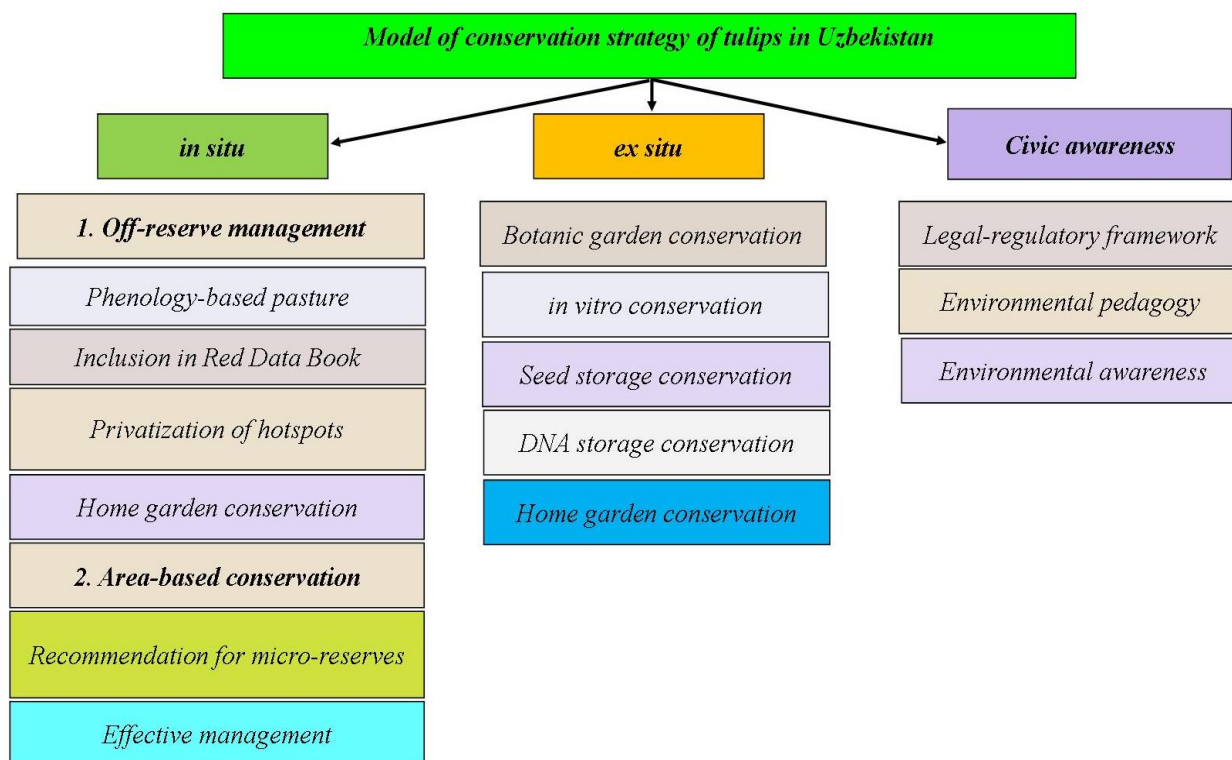 Model of conservation strategy of tulips in Uzbekistan
in situ
1. Off-reserve management
Phenology-based pasture
Inclusion in Red Data Book
Privatization of hotspots
Home garden conservation
2. Area-based conservation
Recommendation for micro-reserves
Effective management
ex situ
Botanic garden conservation
in vitro conservation
Seed storage conservation
DNA storage conservation
Home garden conservation
Civic awareness
Legal-regulatory framework
Environmental pedagogy
Environmental awareness